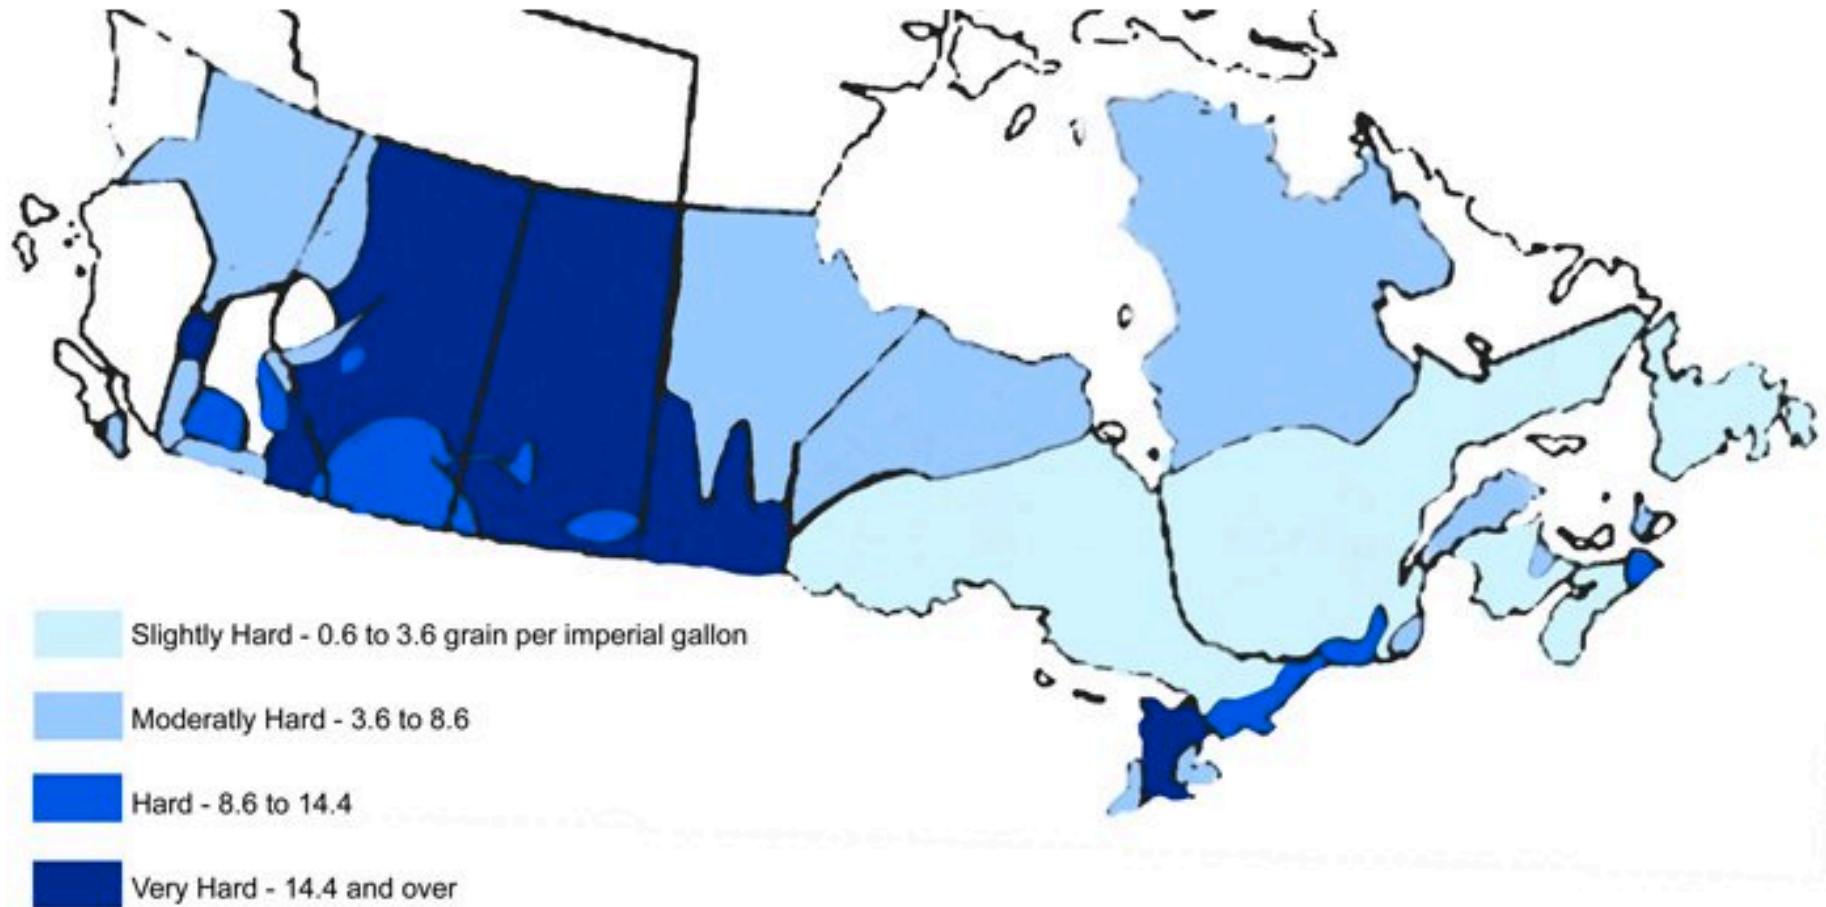 Slightly Hard - 0.6 to 3.6 grain per imperial gallon
Moderatly Hard - 3.6 to 8.6
Hard - 8.6 to 14.4
Very Hard - 14.4 and over